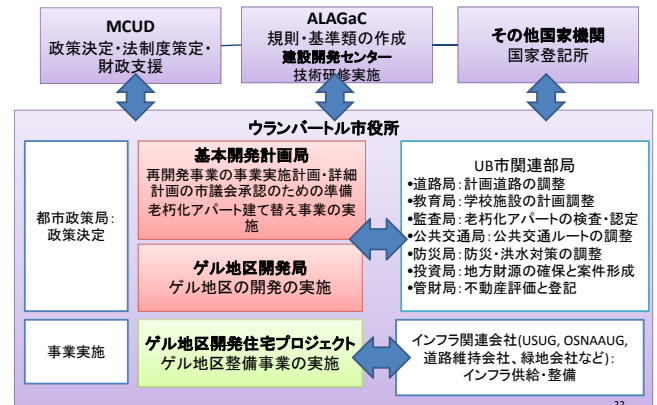 MCUD
政策決定・法制度策定・
財政支援
ALAGaC
規則・基準類の作成
建設開発センター
技術研修実施
その他国家機関
国家登記所
ウランバートル市役所
都市政策局：
政策決定
基本開発計画局
再開発事業の事業実施計画・詳細
計画の市議会承認のための準備
老朽化アパート建て替え事業の実
施
ゲル地区開発局
ゲル地区の開発の実施
UB市関連部局
•道路局：計画道路の調整
•教育局：学校施設の計画調整
•監査局：老朽化アパートの検査・認定
•公共交通局：公共交通ルートの調整
•防災局：防災・洪水対策の調整
•投資局：地方財源の確保と案件形成
•管財局：不動産評価と登記
事業実施
ゲル地区開発住宅プロジェクト
ゲル地区整備事業の実施
インフラ関連会社(USUG, OSNAAUG,
道路維持会社、緑地会社など)：
インフラ供給・整備
22